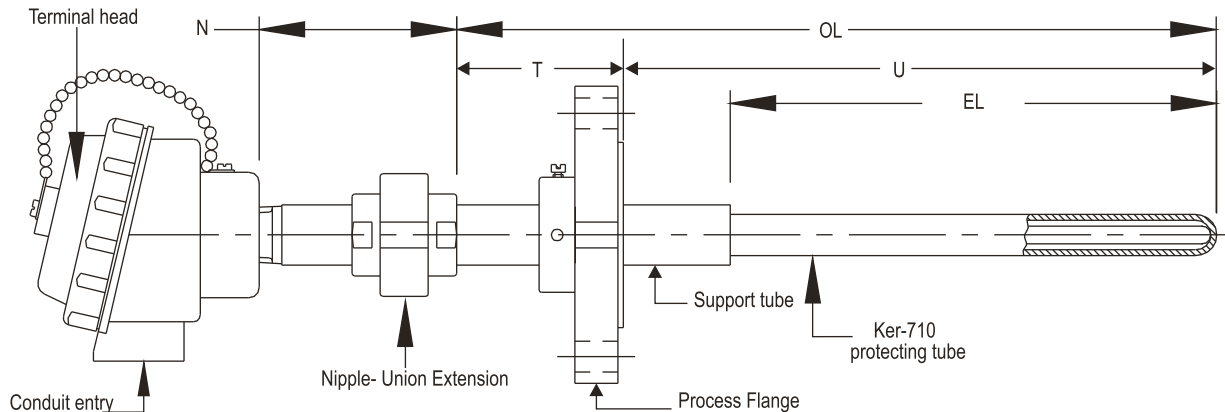 Terminal head
N
OL
T
U
EL
Support tube
Ker-710
protecting tube
Nipple- Union Extension
Process Flange
Conduit entry